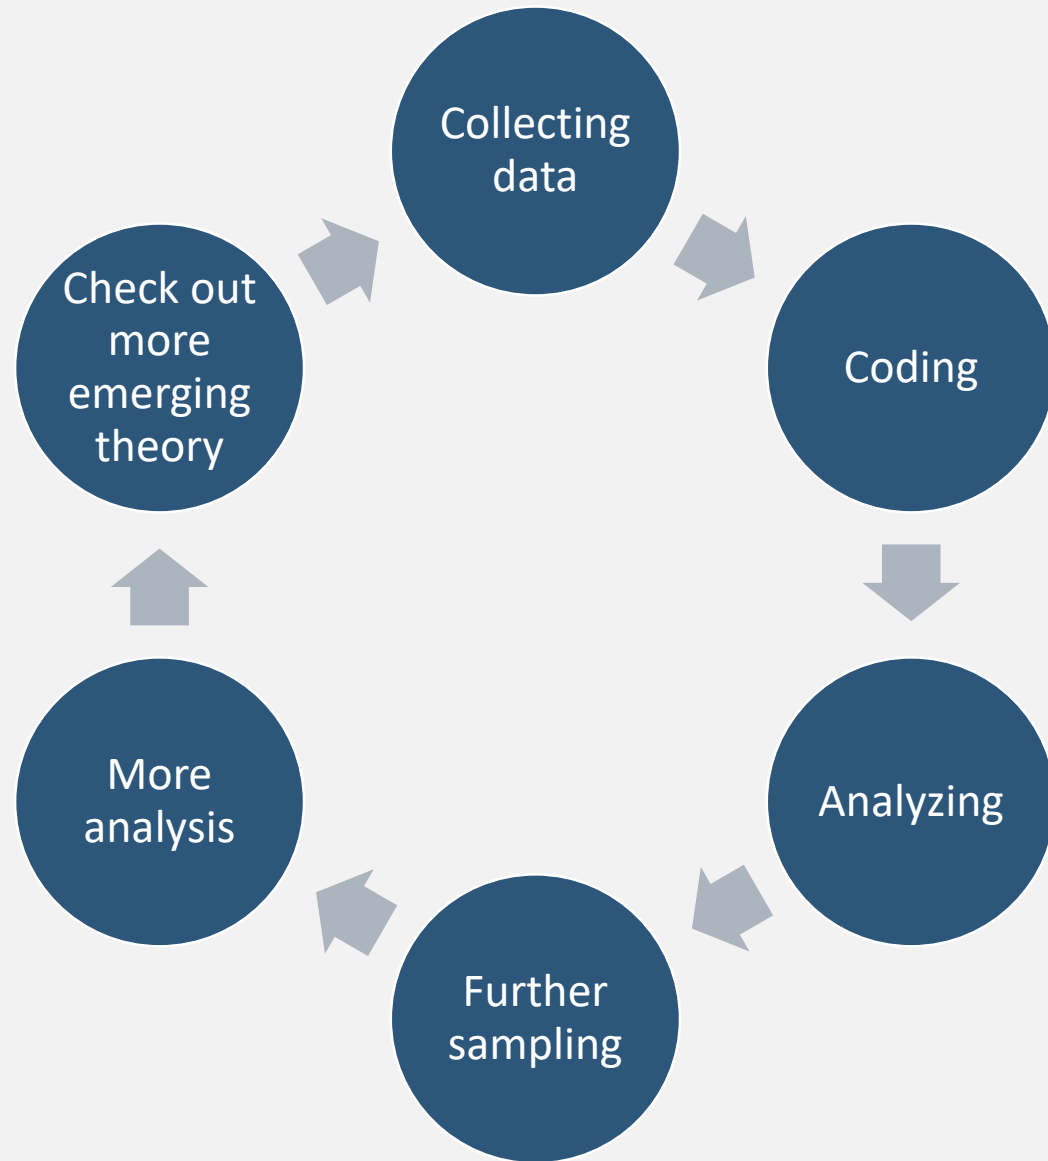 Collecting
data
Coding
Analyzing
Further
sampling
More
analysis
Check out
more
emerging
theory